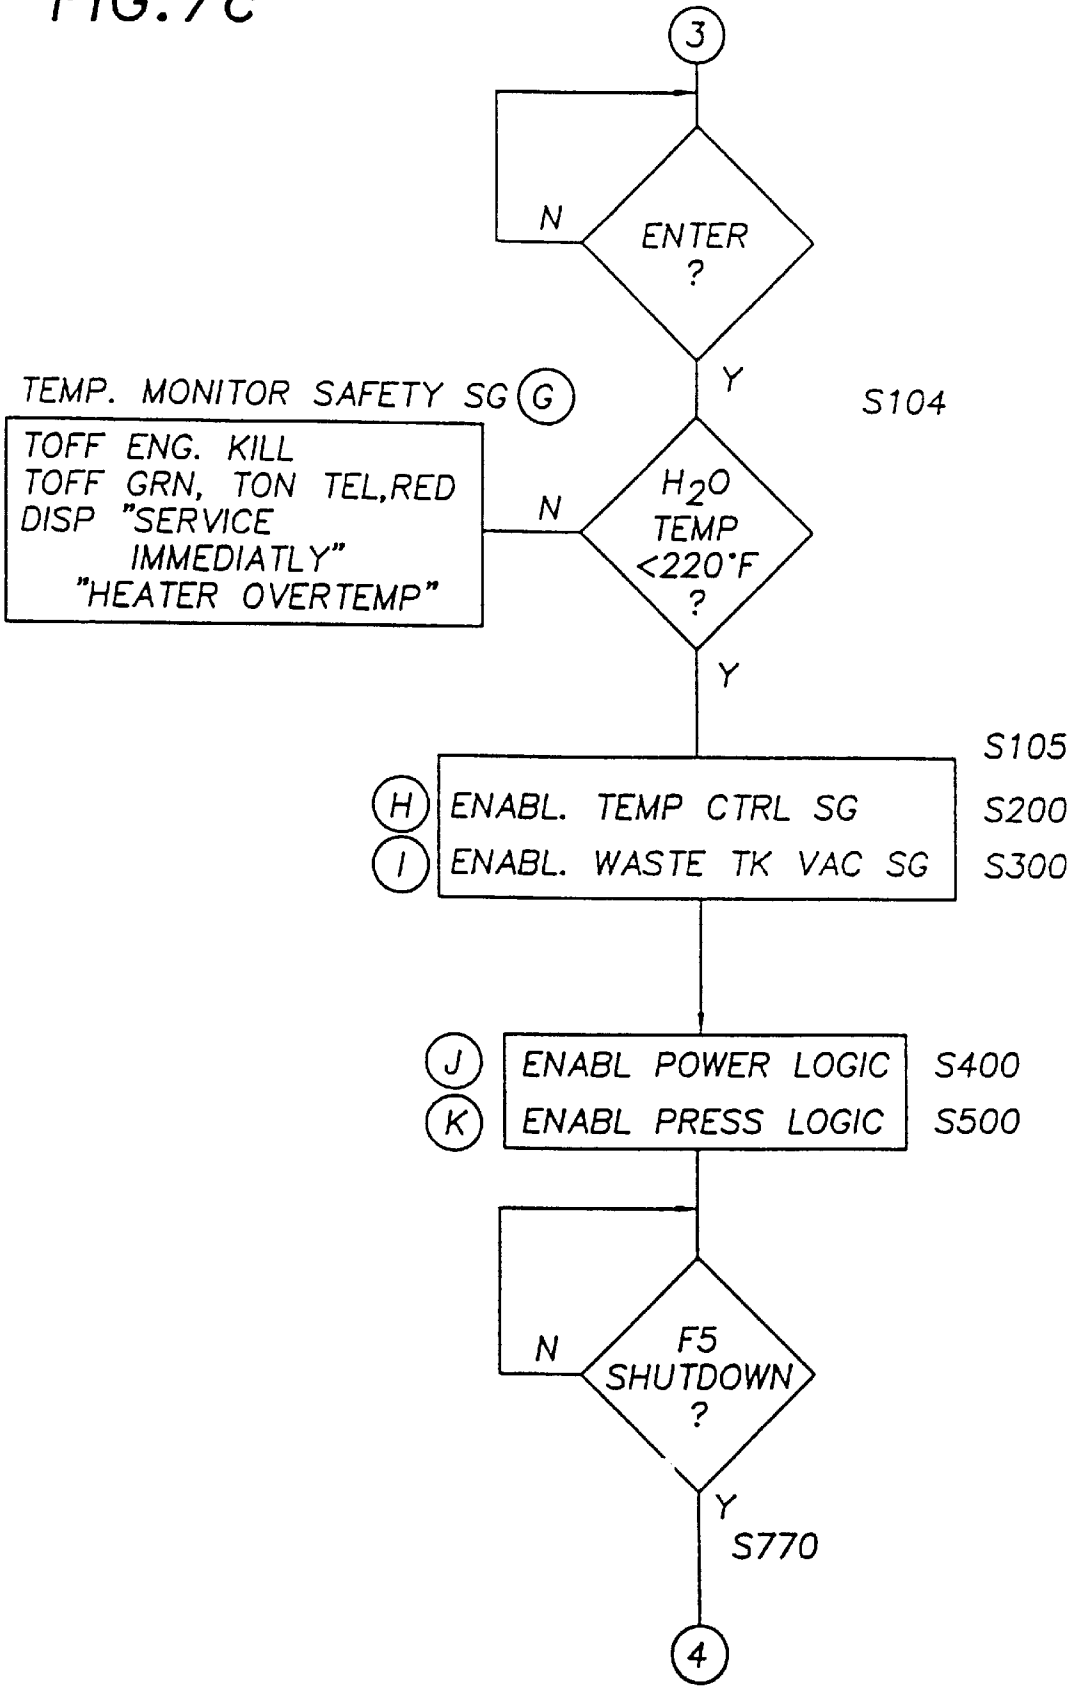 FIG. 7C
3
N
ENTER
?
Y
TEMP. MONITOR SAFETY SG G
S104
TOFF ENG. KILL
TOFF GRN, TON TEL,RED
DISP "SERVICE
IMMEDIATLY"
"HEATER OVERTEMP"
N
H2O
TEMP
<220°F
?
Y
S105
H ENABL. TEMP CTRL SG S200
I ENABL. WASTE TK VAC SG S300
J ENABL POWER LOGIC S400
K ENABL PRESS LOGIC S500
N
F5
SHUTDOWN
?
Y
S770
4